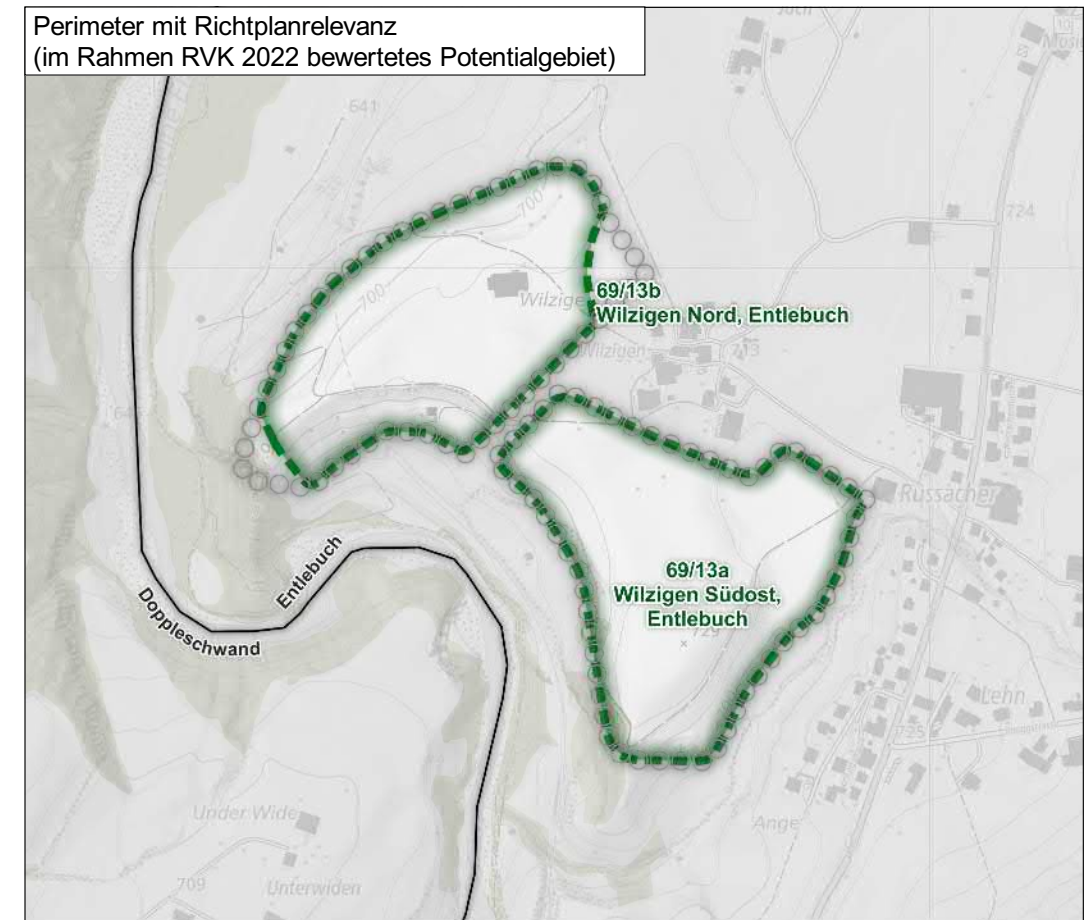 Perimeter mit Richtplanrelevanz
(im Rahmen RVK 2022 bewertetes Potentialgebiet)
641
700
724
700
Wilzige
69/13b
Wilzigen Nord, Entlebuch
Wilzigen
713
Russacher
Entlebuch
Doppleschwand
69/13a
Wilzigen Südost,
Entlebuch
729
Lehn
725
Under Wide
Ange
709
Unterwiden